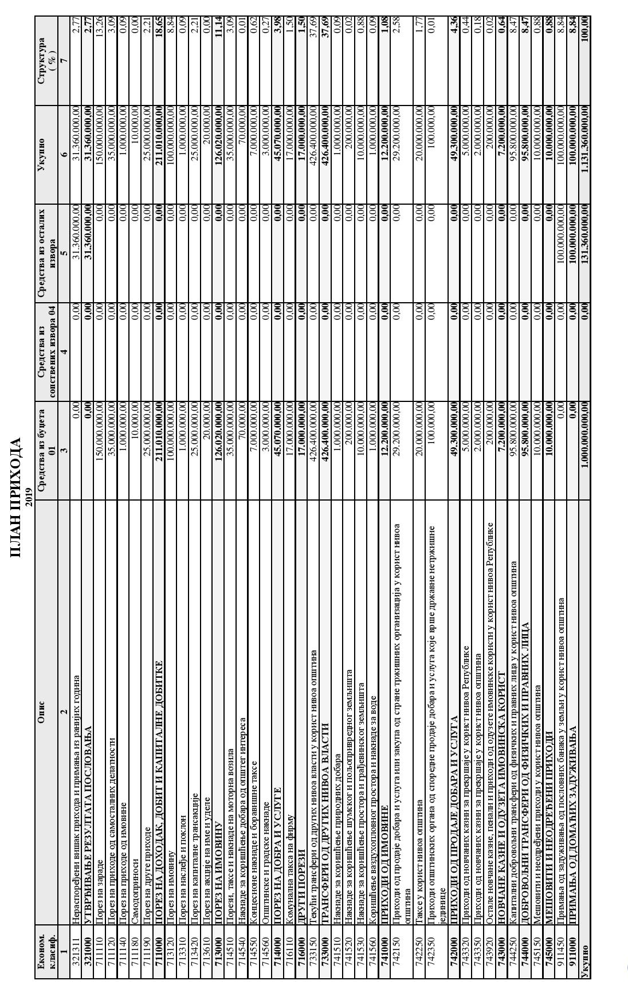 ПЛАН ПРИХОДА
2019
Економ. класиф. | Опис | Средства из буџета 01 | Средства из сопствених извора 04 | Средства из осталих извора | Укупно | Структура ( % )
1 | 2 | 3 | 4 | 5 | 6 | 7
321311 | Нераспоређени вишак прихода и примања из ранијих година | 0,00 | 0,00 | 31.360.000,00 | 31.360.000,00 | 2,77
321000 | УТВРЂИВАЊЕ РЕЗУЛТАТА ПОСЛОВАЊА | 0,00 | 0,00 | 31.360.000,00 | 31.360.000,00 | 2,77
711110 | Порез на зараде | 150.000.000,00 | 0,00 | 0,00 | 150.000.000,00 | 13,26
711120 | Порез на приходе од самосталних делатности | 35.000.000,00 | 0,00 | 0,00 | 35.000.000,00 | 3,09
711140 | Порез на приходе од имовине | 1.000.000,00 | 0,00 | 0,00 | 1.000.000,00 | 0,09
711180 | Самодоприноси | 10.000,00 | 0,00 | 0,00 | 10.000,00 | 0,00
711190 | Порез на друге приходе | 25.000.000,00 | 0,00 | 0,00 | 25.000.000,00 | 2,21
711000 | ПОРЕЗ НА ДОХОДАК, ДОБИТ И КАПИТАЛНЕ ДОБИТКЕ | 211.010.000,00 | 0,00 | 0,00 | 211.010.000,00 | 18,65
713120 | Порез на имовину | 100.000.000,00 | 0,00 | 0,00 | 100.000.000,00 | 8,84
713310 | Порез на наслеђе и поклон | 1.000.000,00 | 0,00 | 0,00 | 1.000.000,00 | 0,09
713420 | Порез на капиталне трансакције | 25.000.000,00 | 0,00 | 0,00 | 25.000.000,00 | 2,21
713610 | Порез на акције на име и уделе | 20.000,00 | 0,00 | 0,00 | 20.000,00 | 0,00
713000 | ПОРЕЗ НА ИМОВИНУ | 126.020.000,00 | 0,00 | 0,00 | 126.020.000,00 | 11,14
714510 | Порези, таксе и накнаде на моторна возила | 35.000.000,00 | 0,00 | 0,00 | 35.000.000,00 | 3,09
714540 | Накнаде за коришћење добара од општег интереса | 70.000,00 | 0,00 | 0,00 | 70.000,00 | 0,01
714550 | Концесионе накнаде и боравишне таксе | 7.000.000,00 | 0,00 | 0,00 | 7.000.000,00 | 0,62
714560 | Општинске и градске накнаде | 3.000.000,00 | 0,00 | 0,00 | 3.000.000,00 | 0,27
714000 | ПОРЕЗ НА ДОБРА И УСЛУГЕ | 45.070.000,00 | 0,00 | 0,00 | 45.070.000,00 | 3,98
716110 | Комунална такса на фирму | 17.000.000,00 | 0,00 | 0,00 | 17.000.000,00 | 1,50
716000 | ДРУГИ ПОРЕЗИ | 17.000.000,00 | 0,00 | 0,00 | 17.000.000,00 | 1,50
733150 | Текући трансфери од других нивоа власти у корист нивоа општина | 426.400.000,00 | 0,00 | 0,00 | 426.400.000,00 | 37,69
733000 | ТРАНСФЕРИ ОД ДРУГИХ НИВОА ВЛАСТИ | 426.400.000,00 | 0,00 | 0,00 | 426.400.000,00 | 37,69
741510 | Накнаде за коришћење природних добара | 1.000.000,00 | 0,00 | 0,00 | 1.000.000,00 | 0,09
741520 | Накнаде за коришћење шумског и пољопривредног земљишта | 200.000,00 | 0,00 | 0,00 | 200.000,00 | 0,02
741530 | Накнаде за коришћење простора и грађевинског земљишта | 10.000.000,00 | 0,00 | 0,00 | 10.000.000,00 | 0,88
741560 | Коришћење ваздухопловног простора и накнаде за воде | 1.000.000,00 | 0,00 | 0,00 | 1.000.000,00 | 0,09
741000 | ПРИХОДИ ОД ИМОВИНЕ | 12.200.000,00 | 0,00 | 0,00 | 12.200.000,00 | 1,08
742150 | Приходи од продаје добара и услуга или закупа од стране тржишних организација у корист нивоа општина | 29.200.000,00 | 0,00 | 0,00 | 29.200.000,00 | 2,58
742250 | Таксе у корист нивоа општина | 20.000.000,00 | 0,00 | 0,00 | 20.000.000,00 | 1,77
742350 | Приходи општинских органа од споредне продаје добара и услуга које врше државне нетржишне јединице | 100.000,00 | 0,00 | 0,00 | 100.000,00 | 0,01
742000 | ПРИХОДИ ОД ПРОДАЈЕ ДОБАРА И УСЛУГА | 49.300.000,00 | 0,00 | 0,00 | 49.300.000,00 | 4,36
743320 | Приходи од новчаних казни за прекршаје у корист нивоа Републике | 5.000.000,00 | 0,00 | 0,00 | 5.000.000,00 | 0,44
743350 | Приходи од новчаних казни за прекршаје у корист нивоа општина | 2.000.000,00 | 0,00 | 0,00 | 2.000.000,00 | 0,18
743920 | Остале новчане казне, пенали и приходи од одузете имовинске користи у корист нивоа Републике | 200.000,00 | 0,00 | 0,00 | 200.000,00 | 0,02
743000 | НОВЧАНЕ КАЗНЕ И ОДУЗЕТА ИМОВИНСКА КОРИСТ | 7.200.000,00 | 0,00 | 0,00 | 7.200.000,00 | 0,64
744250 | Капитални добровољни трансфери од физичких и правних лица у корист нивоа општина | 95.800.000,00 | 0,00 | 0,00 | 95.800.000,00 | 8,47
744000 | ДОБРОВОЉНИ ТРАНСФЕРИ ОД ФИЗИЧКИХ И ПРАВНИХ ЛИЦА | 95.800.000,00 | 0,00 | 0,00 | 95.800.000,00 | 8,47
745150 | Мешовити и неодређени приходи у корист нивоа општина | 10.000.000,00 | 0,00 | 0,00 | 10.000.000,00 | 0,88
745000 | МЕШОВИТИ И НЕОДРЕЂЕНИ ПРИХОДИ | 10.000.000,00 | 0,00 | 0,00 | 10.000.000,00 | 0,88
911450 | Примања од задуживања од пословних банака у земљи у корист нивоа општина | 0,00 | 0,00 | 100.000.000,00 | 100.000.000,00 | 8,84
911000 | ПРИМАЊА ОД ДОМАЋИХ ЗАДУЖИВАЊА | 0,00 | 0,00 | 100.000.000,00 | 100.000.000,00 | 8,84
Укупно | 1.000.000.000,00 | 0,00 | 131.360.000,00 | 1.131.360.000,00 | 100,00